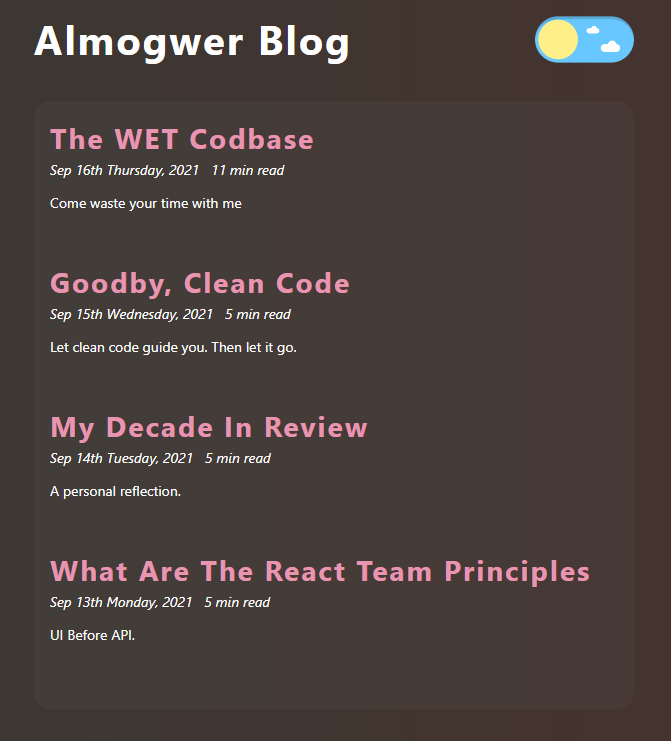 Almogwer Blog
The WET Codbase
Sep 16th Thursday, 2021 11 min read
Come waste your time with me
Goodby, Clean Code
Sep 15th Wednesday, 2021 5 min read
Let clean code guide you. Then let it go.
My Decade In Review
Sep 14th Tuesday, 2021 5 min read
A personal reflection.
What Are The React Team Principles
Sep 13th Monday, 2021 5 min read
UI Before API.